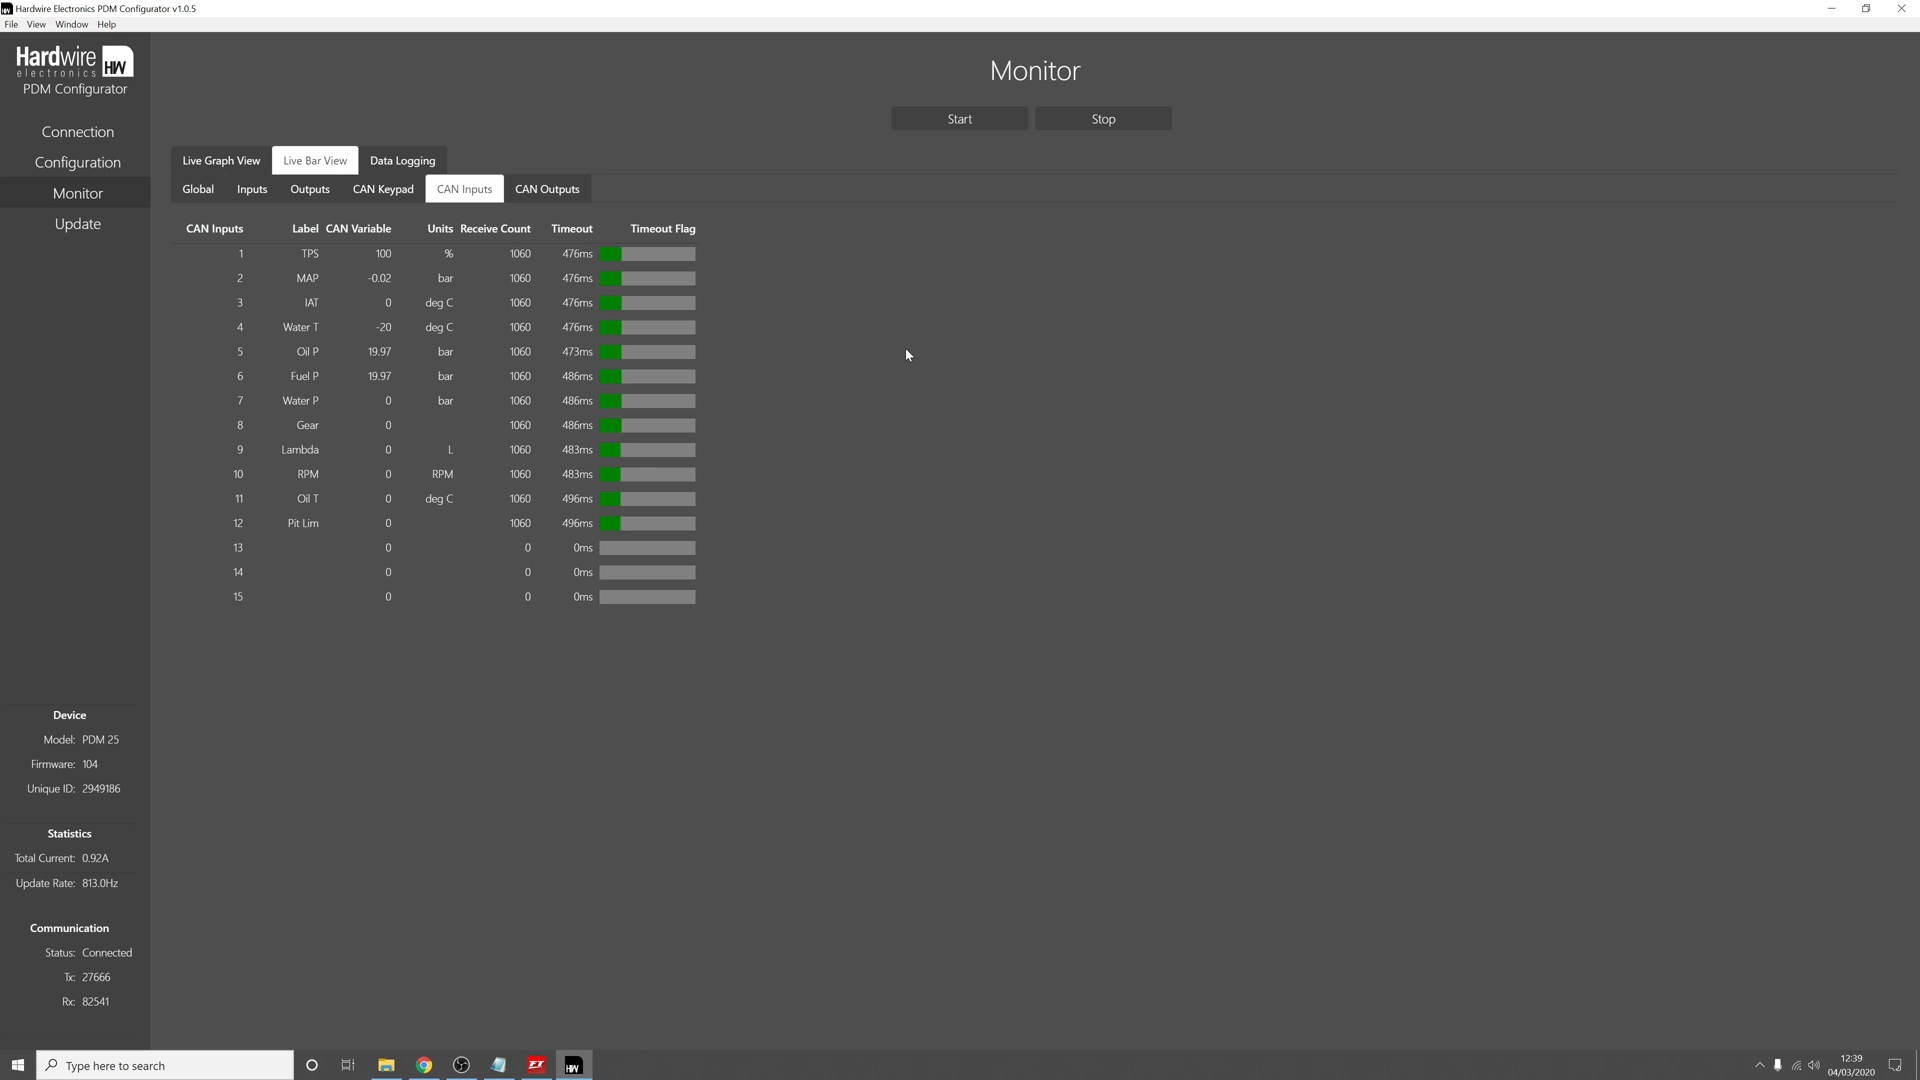 Hardwire Electronics PDM Configurator v1.0.5
File View Window Help
Hardwire
electronics HW
PDM Configurator
Connection
Configuration
Monitor
Update
Monitor
Start Stop
Live Graph View Live Bar View Data Logging
Global Inputs Outputs CAN Keypad CAN Inputs CAN Outputs
CAN Inputs Label CAN Variable Units Receive Count Timeout Timeout Flag
1 TPS 100 % 1060 476ms
2 MAP -0.02 bar 1060 476ms
3 IAT 0 deg C 1060 476ms
4 Water T -20 deg C 1060 476ms
5 Oil P 19.97 bar 1060 473ms
6 Fuel P 19.97 bar 1060 486ms
7 Water P 0 bar 1060 486ms
8 Gear 0 1060 486ms
9 Lambda 0 L 1060 483ms
10 RPM 0 RPM 1060 483ms
11 Oil T 0 deg C 1060 496ms
12 Pit Lim 0 1060 496ms
13 0 0 0ms
14 0 0 0ms
15 0 0 0ms
Device
Model: PDM 25
Firmware: 104
Unique ID: 2949186
Statistics
Total Current: 0.92A
Update Rate: 813.0Hz
Communication
Status: Connected
Tx: 27666
Rx: 82541
Type here to search
HW
12:39
04/03/2020